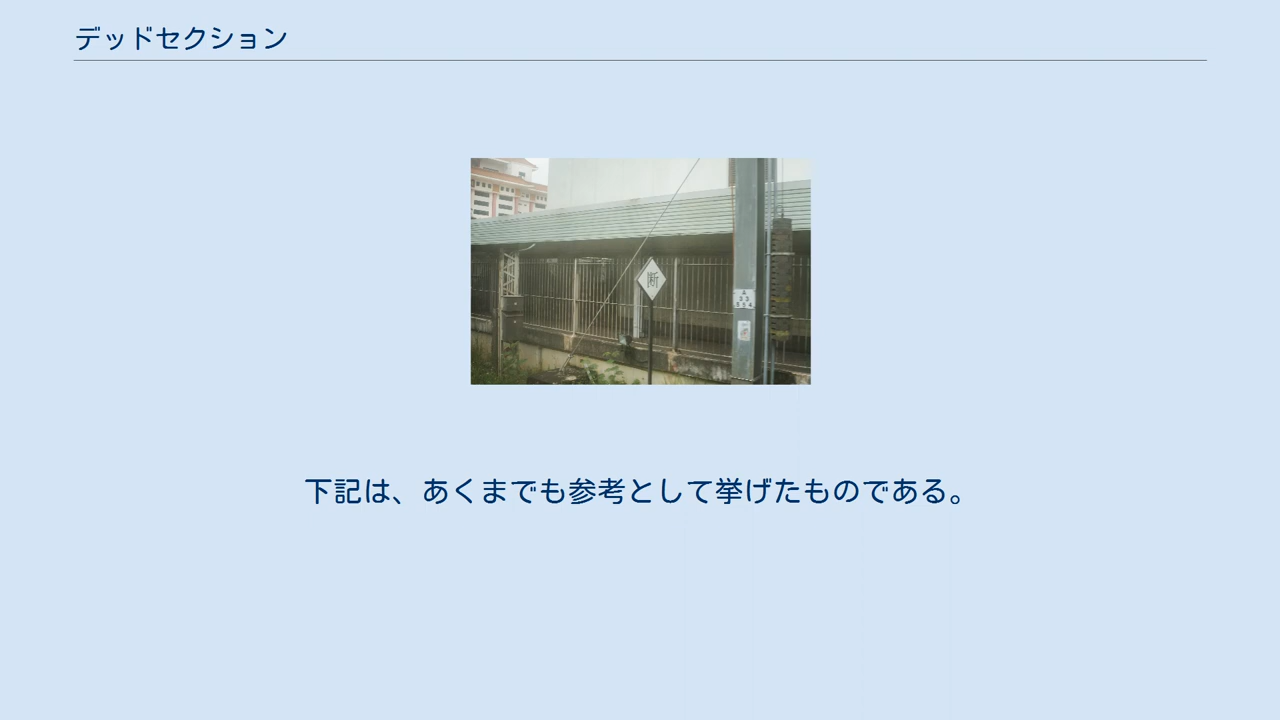 デッドセクション
断
下記は、あくまでも参考として挙げたものである。